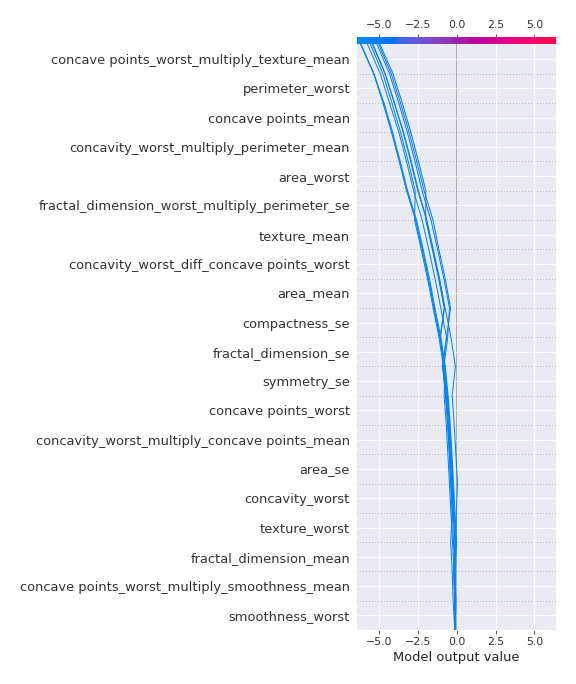 −5.0 −2.5 0.0 2.5 5.0
concave points_worst_multiply_texture_mean
perimeter_worst
concave points_mean
concavity_worst_multiply_perimeter_mean
area_worst
fractal_dimension_worst_multiply_perimeter_se
texture_mean
concavity_worst_diff_concave points_worst
area_mean
compactness_se
fractal_dimension_se
symmetry_se
concave points_worst
concavity_worst_multiply_concave points_mean
area_se
concavity_worst
texture_worst
fractal_dimension_mean
concave points_worst_multiply_smoothness_mean
smoothness_worst
−5.0 −2.5 0.0 2.5 5.0
Model output value